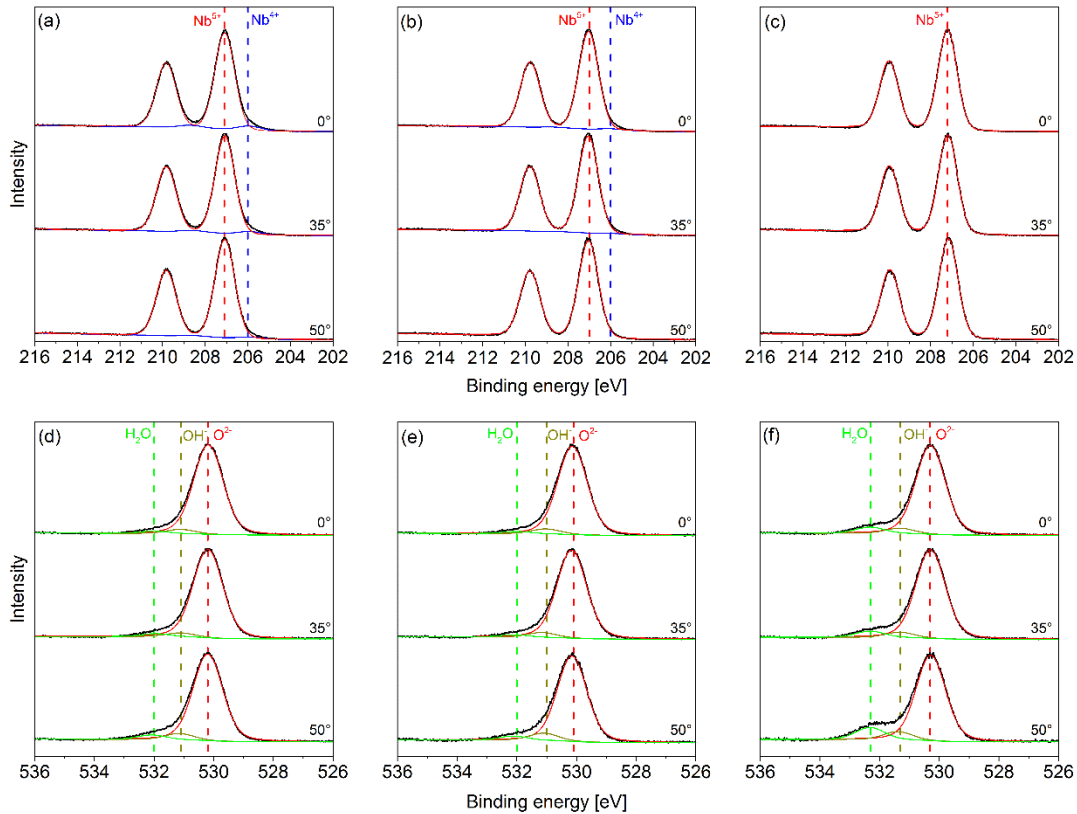 (a) Nb⁵⁺ Nb⁴⁺
0°
35°
50°
216 214 212 210 208 206 204 202
(b) Nb⁵⁺ Nb⁴⁺
0°
35°
50°
216 214 212 210 208 206 204 202
(c) Nb⁵⁺
0°
35°
50°
216 214 212 210 208 206 204 202
Intensity
Binding energy [eV]
(d) H₂O OH⁻ O²⁻
0°
35°
50°
536 534 532 530 528 526
(e) H₂O OH⁻ O²⁻
0°
35°
50°
536 534 532 530 528 526
(f) H₂O OH⁻ O²⁻
0°
35°
50°
536 534 532 530 528 526
Intensity
Binding energy [eV]